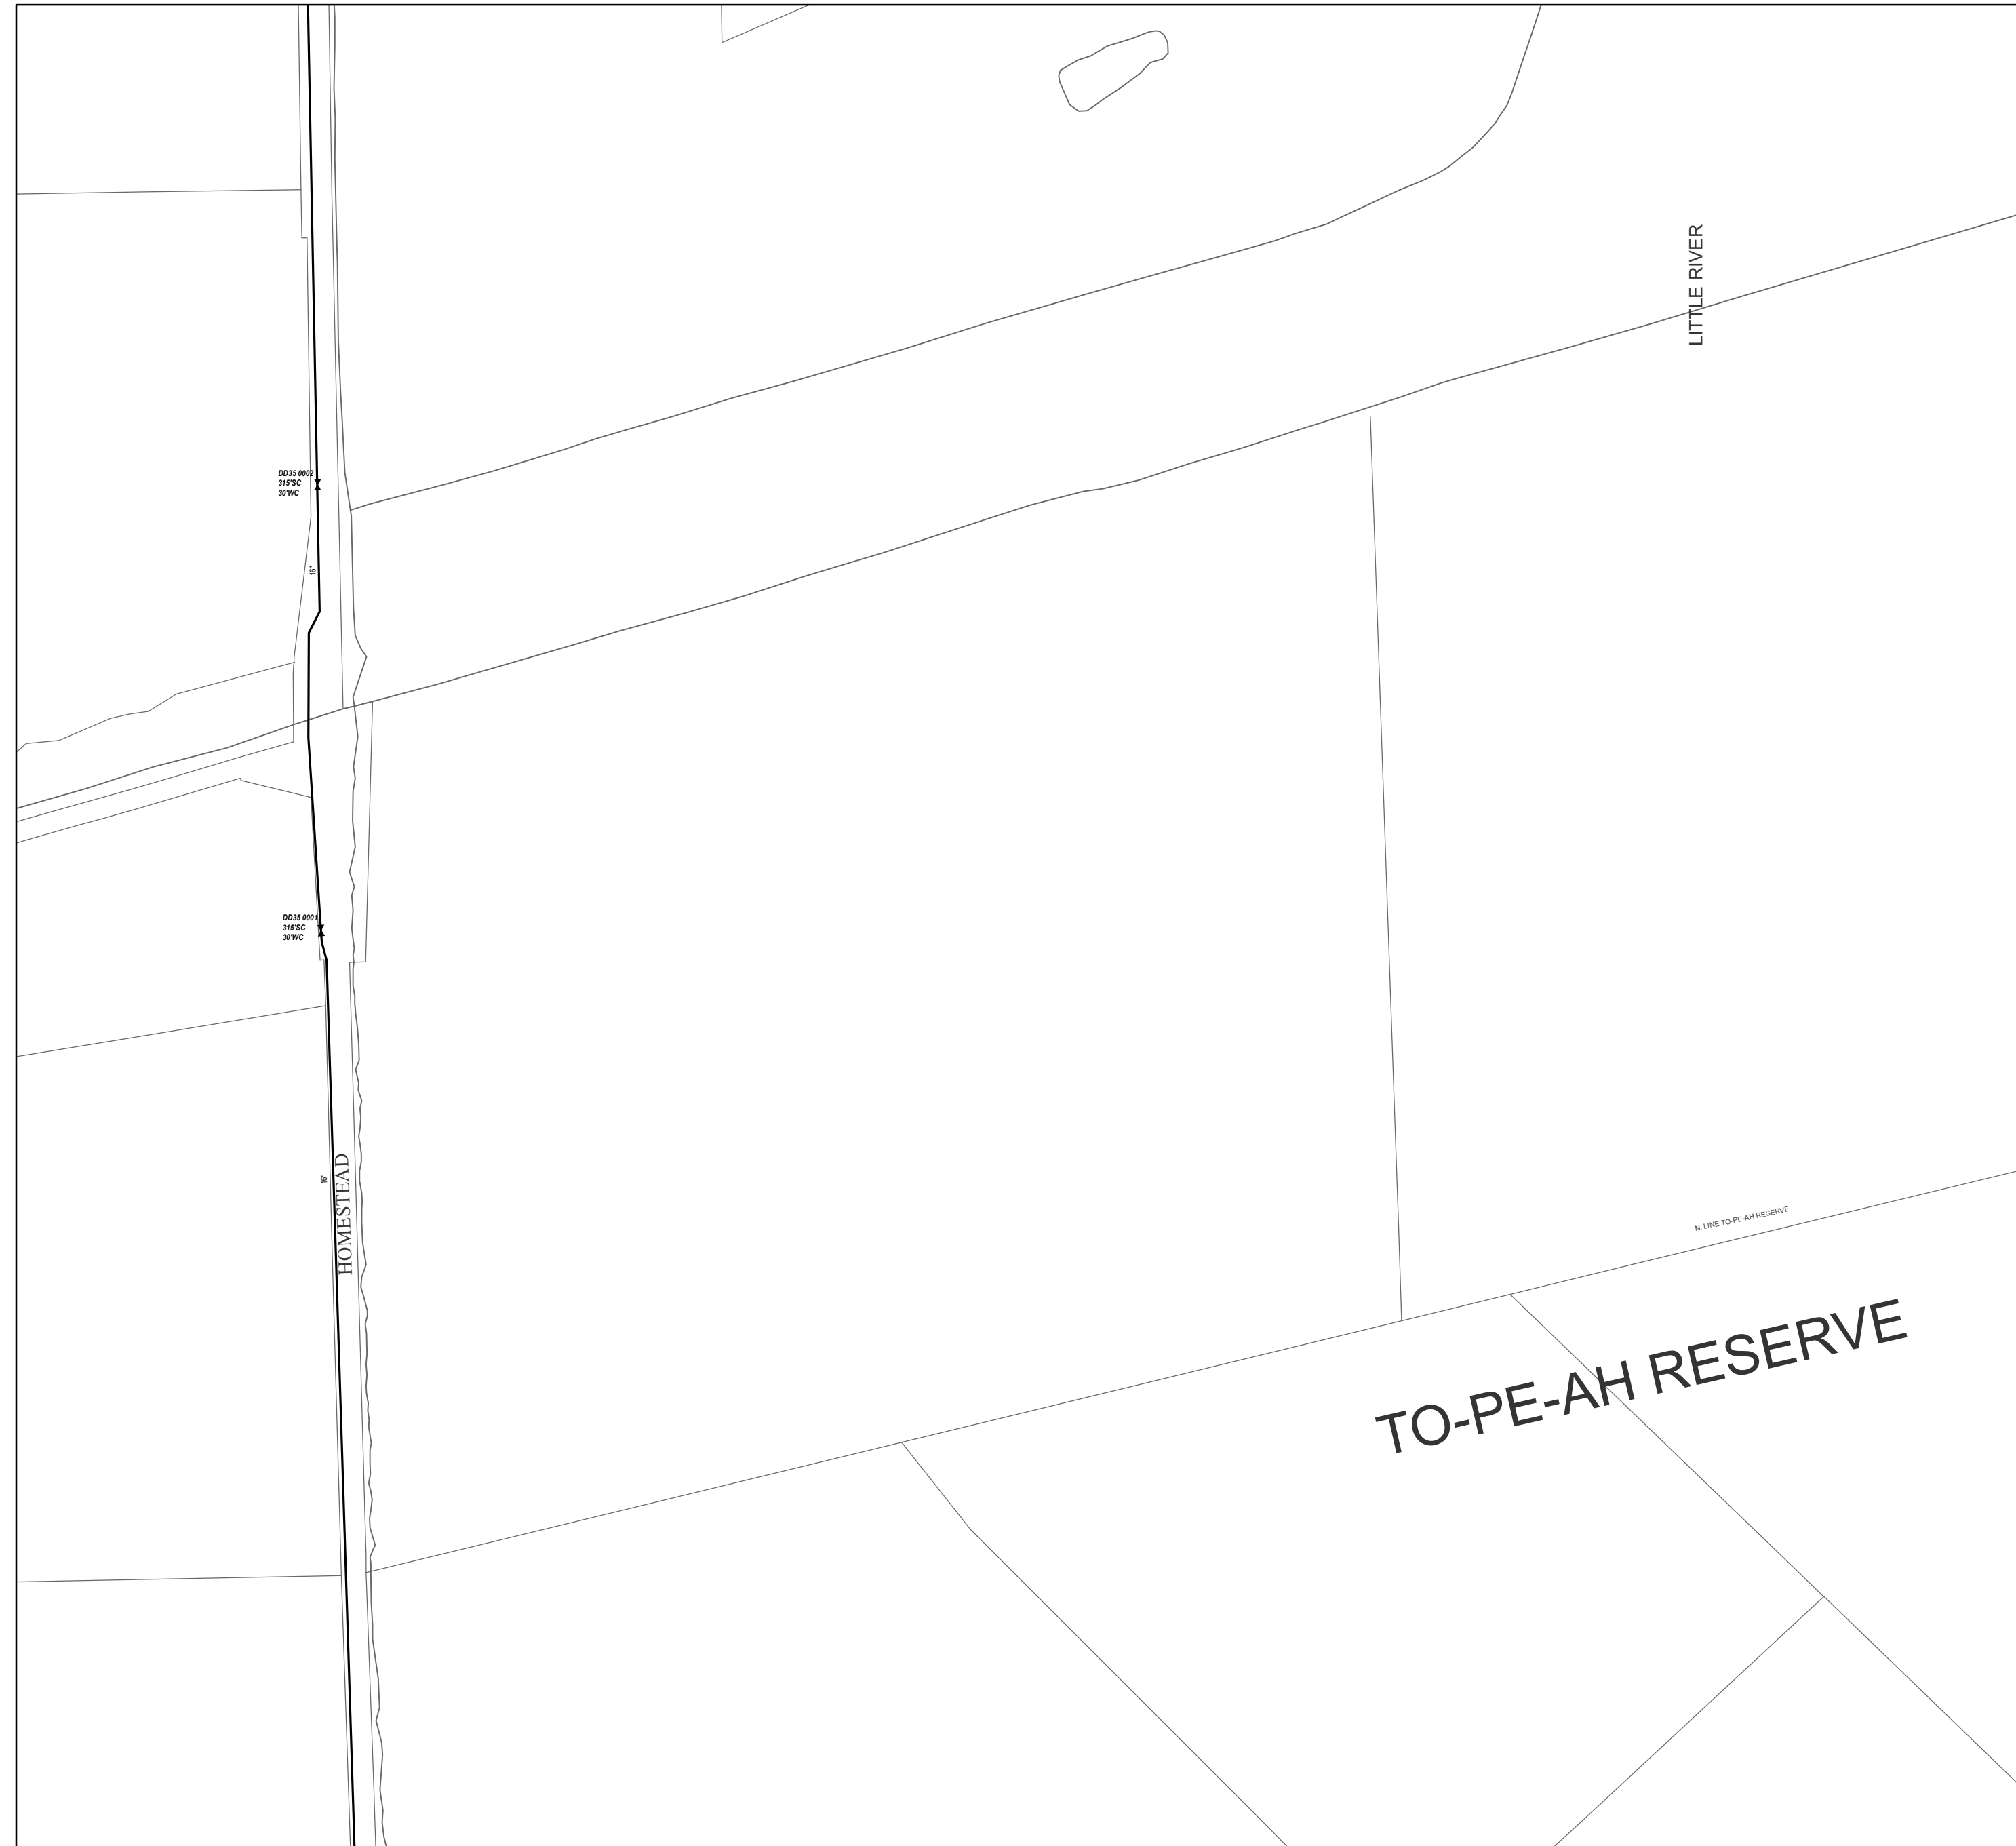 LITTLE RIVER
DD35 0002
315'SC
30'WC
16"
DD35 0001
315'SC
30'WC
16"
HOMESTEAD
N. LINE TO-PE-AH RESERVE
TO-PE-AH RESERVE